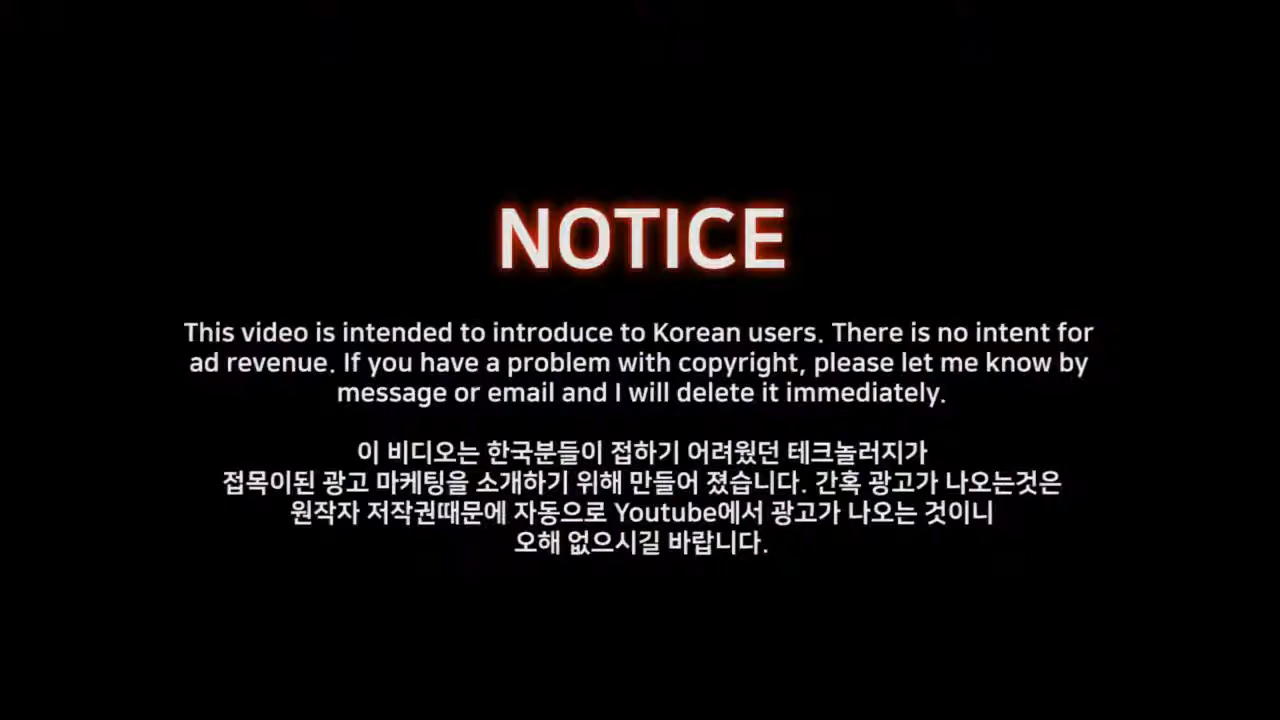 NOTICE
This video is intended to introduce to Korean users. There is no intent for
ad revenue. If you have a problem with copyright, please let me know by
message or email and I will delete it immediately.
이 비디오는 한국분들이 접하기 어려웠던 테크놀러지가
접목이된 광고 마케팅을 소개하기 위해 만들어 졌습니다. 간혹 광고가 나오는것은
원작자 저작권때문에 자동으로 Youtube에서 광고가 나오는 것이니
오해 없으시길 바랍니다.